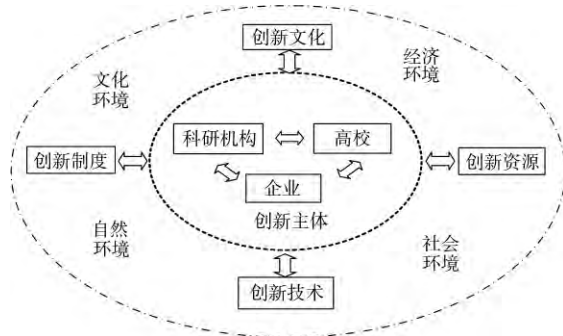 创新文化
文化
环境
经济
环境
科研机构
高校
创新制度
创新资源
企业
创新主体
自然
环境
社会
环境
创新技术